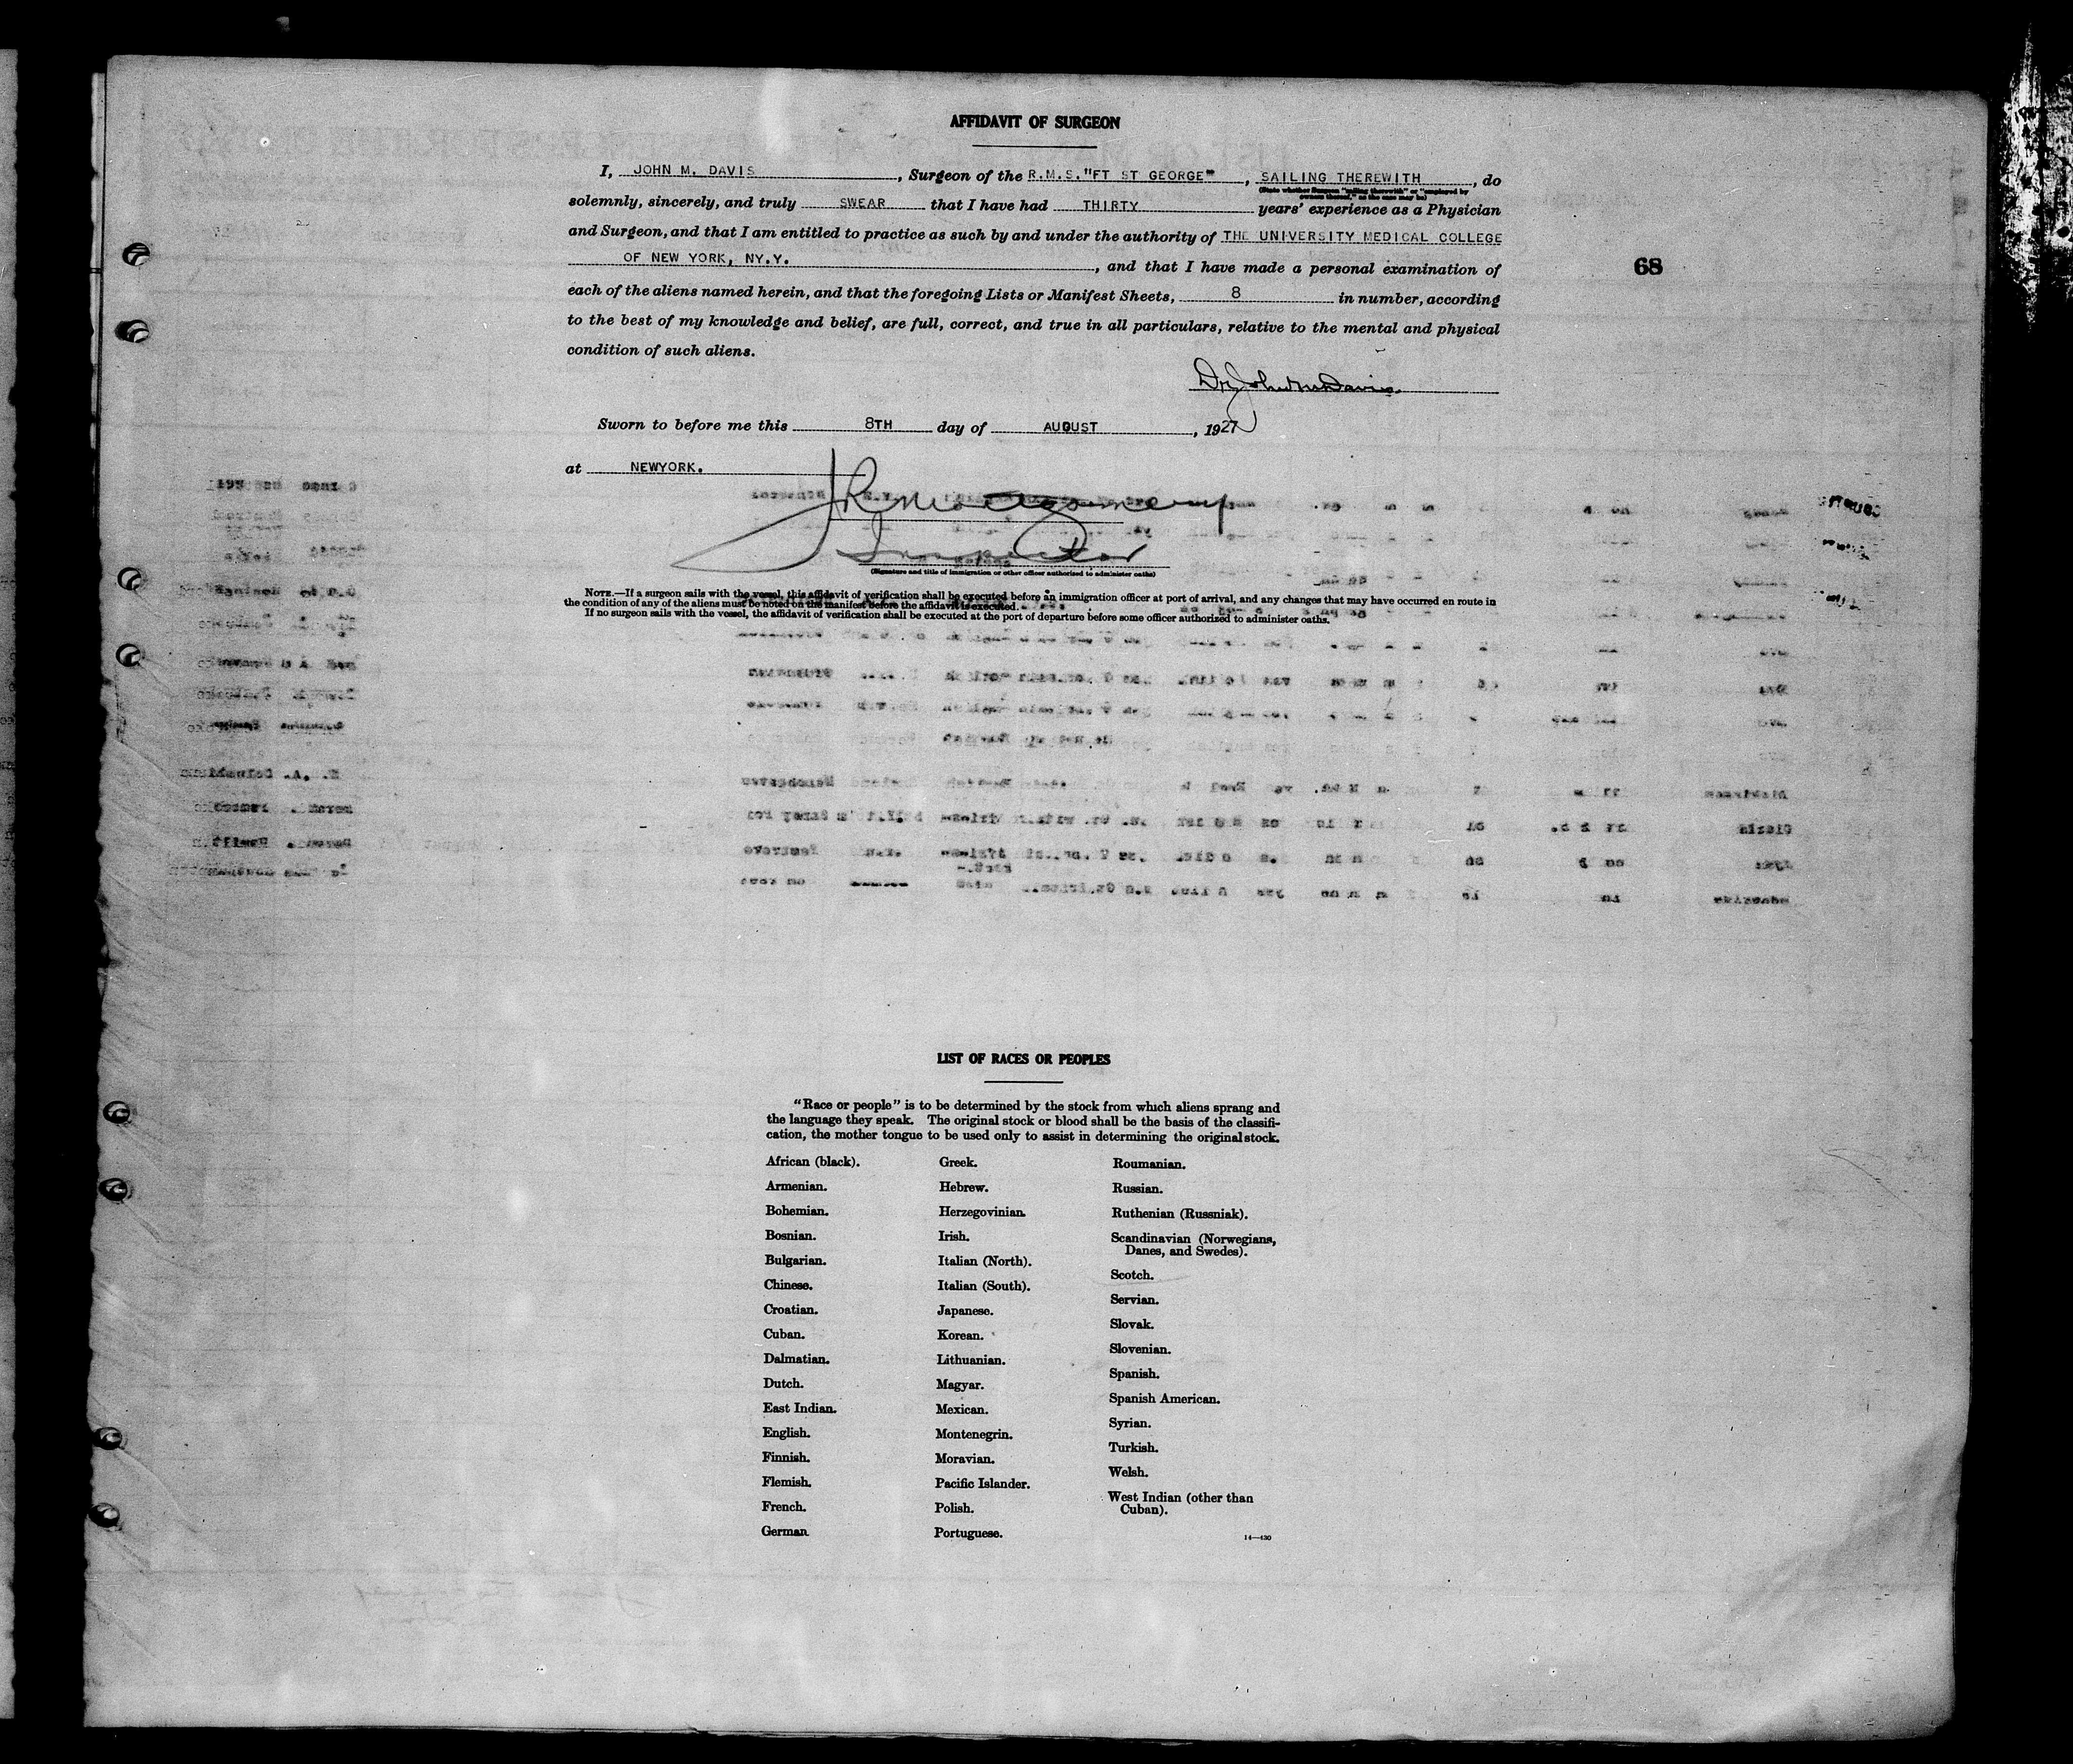 AFFIDAVIT OF SURGEON
I, JOHN M. DAVIS, Surgeon of the R.M.S. "FT ST GEORGE", SAILING THEREWITH, do
(State whether Surgeon "sailing therewith" or "employed by
owners thereof," as the case may be)
solemnly, sincerely, and truly SWEAR that I have had THIRTY years' experience as a Physician
and Surgeon, and that I am entitled to practice as such by and under the authority of THE UNIVERSITY MEDICAL COLLEGE
OF NEW YORK, NY.Y. , and that I have made a personal examination of
68
each of the aliens named herein, and that the foregoing Lists or Manifest Sheets, 8 in number, according
to the best of my knowledge and belief, are full, correct, and true in all particulars, relative to the mental and physical
condition of such aliens.
Dr John M Davis.
Sworn to before me this 8TH day of AUGUST, 1927
at NEWYORK.
J R Montgomery
Inspector
(Signature and title of immigration or other officer authorized to administer oaths)
NOTE.—If a surgeon sails with the vessel, this affidavit of verification shall be executed before an immigration officer at port of arrival, and any changes that may have occurred en route in
the condition of any of the aliens must be noted on the manifest before the affidavit is executed.
If no surgeon sails with the vessel, the affidavit of verification shall be executed at the port of departure before some officer authorized to administer oaths.
LIST OF RACES OR PEOPLES
"Race or people" is to be determined by the stock from which aliens sprang and
the language they speak. The original stock or blood shall be the basis of the classifi-
cation, the mother tongue to be used only to assist in determining the original stock.
African (black).
Armenian.
Bohemian.
Bosnian.
Bulgarian.
Chinese.
Croatian.
Cuban.
Dalmatian.
Dutch.
East Indian.
English.
Finnish.
Flemish.
French.
German
Greek.
Hebrew.
Herzegovinian.
Irish.
Italian (North).
Italian (South).
Japanese.
Korean.
Lithuanian.
Magyar.
Mexican.
Montenegrin.
Moravian.
Pacific Islander.
Polish.
Portuguese.
Roumanian.
Russian.
Ruthenian (Russniak).
Scandinavian (Norwegians,
Danes, and Swedes).
Scotch.
Servian.
Slovak.
Slovenian.
Spanish.
Spanish American.
Syrian.
Turkish.
Welsh.
West Indian (other than
Cuban).
14—430